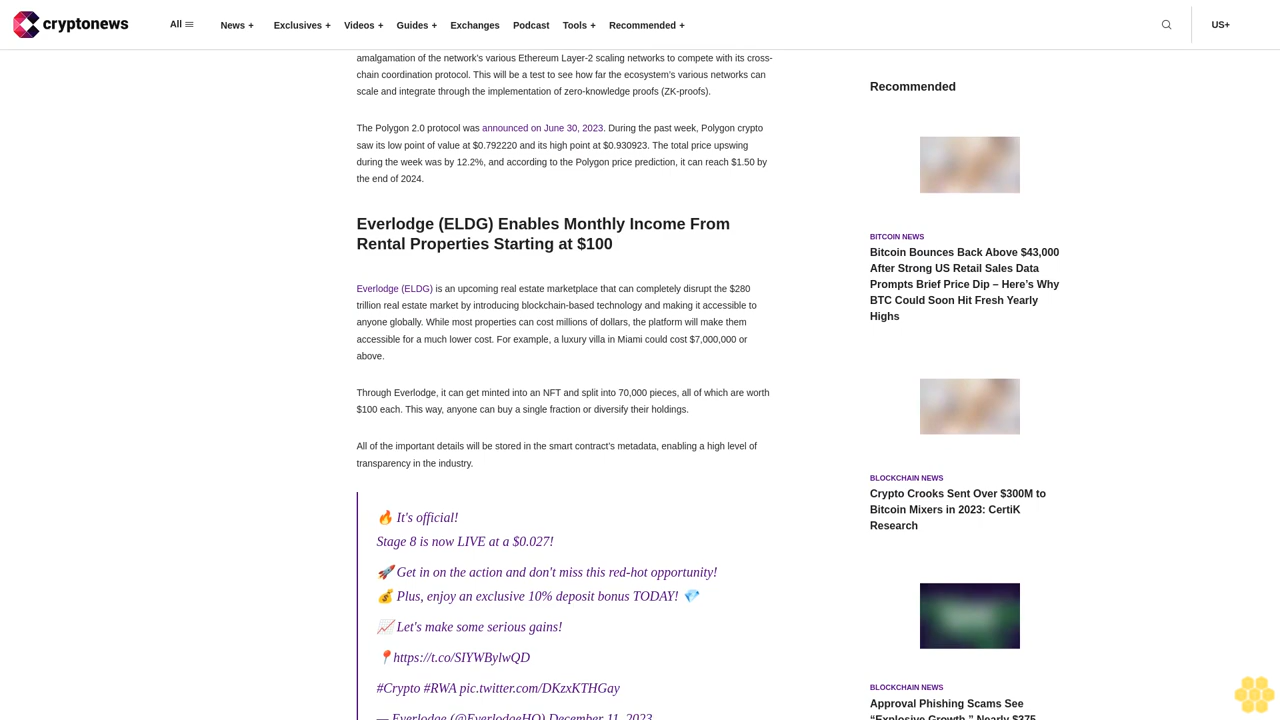 cryptonews
All
News +
Exclusives +
Videos +
Guides +
Exchanges
Podcast
Tools +
Recommended +
US+
amalgamation of the network's various Ethereum Layer-2 scaling networks to compete with its cross-
chain coordination protocol. This will be a test to see how far the ecosystem's various networks can
scale and integrate through the implementation of zero-knowledge proofs (ZK-proofs).
The Polygon 2.0 protocol was announced on June 30, 2023. During the past week, Polygon crypto
saw its low point of value at $0.792220 and its high point at $0.930923. The total price upswing
during the week was by 12.2%, and according to the Polygon price prediction, it can reach $1.50 by
the end of 2024.
Everlodge (ELDG) Enables Monthly Income From
Rental Properties Starting at $100
Everlodge (ELDG) is an upcoming real estate marketplace that can completely disrupt the $280
trillion real estate market by introducing blockchain-based technology and making it accessible to
anyone globally. While most properties can cost millions of dollars, the platform will make them
accessible for a much lower cost. For example, a luxury villa in Miami could cost $7,000,000 or
above.
Through Everlodge, it can get minted into an NFT and split into 70,000 pieces, all of which are worth
$100 each. This way, anyone can buy a single fraction or diversify their holdings.
All of the important details will be stored in the smart contract's metadata, enabling a high level of
transparency in the industry.
🔥 It's official!
Stage 8 is now LIVE at a $0.027!
🚀 Get in on the action and don't miss this red-hot opportunity!
💰 Plus, enjoy an exclusive 10% deposit bonus TODAY! 💎
📈 Let's make some serious gains!
📍https://t.co/SIYWBylwQD
#Crypto #RWA pic.twitter.com/DKzxKTHGay
— Everlodge (@EverlodgeHQ) December 11, 2023
Recommended
BITCOIN NEWS
Bitcoin Bounces Back Above $43,000
After Strong US Retail Sales Data
Prompts Brief Price Dip – Here's Why
BTC Could Soon Hit Fresh Yearly
Highs
BLOCKCHAIN NEWS
Crypto Crooks Sent Over $300M to
Bitcoin Mixers in 2023: CertiK
Research
BLOCKCHAIN NEWS
Approval Phishing Scams See
"Explosive Growth," Nearly $375